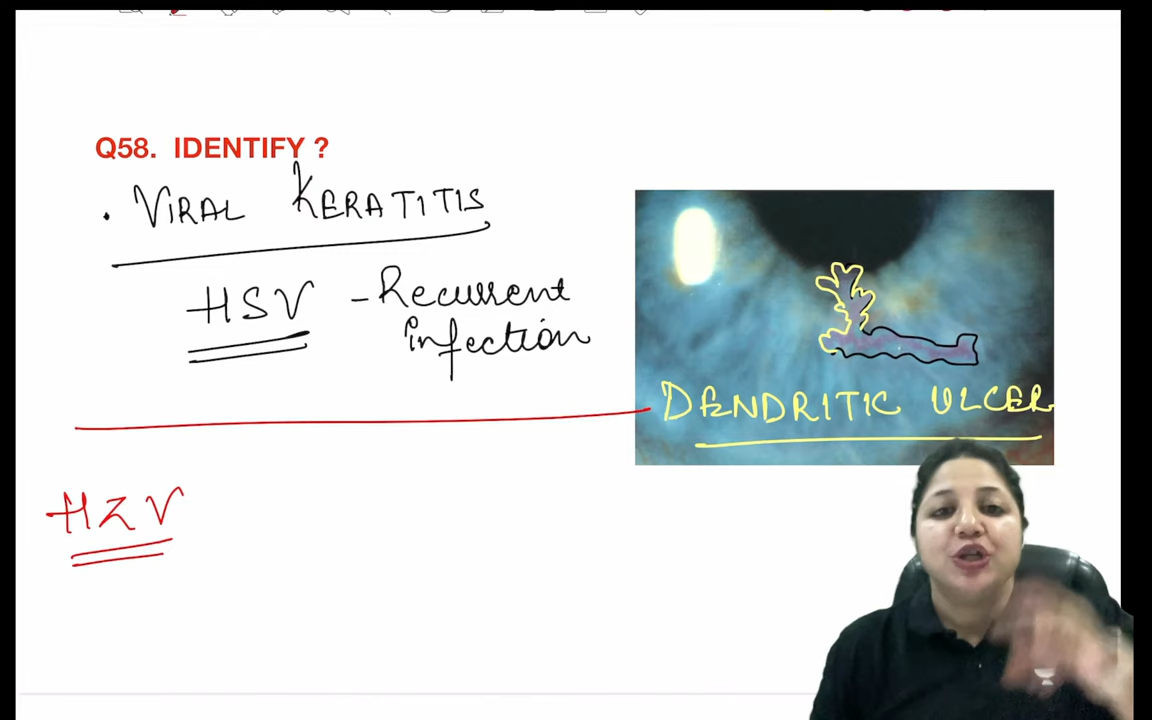 Q58. IDENTIFY ?
. VIRAL KERATITIS
HSV - Recurrent
infection
DENDRITIC ULCER
HZV